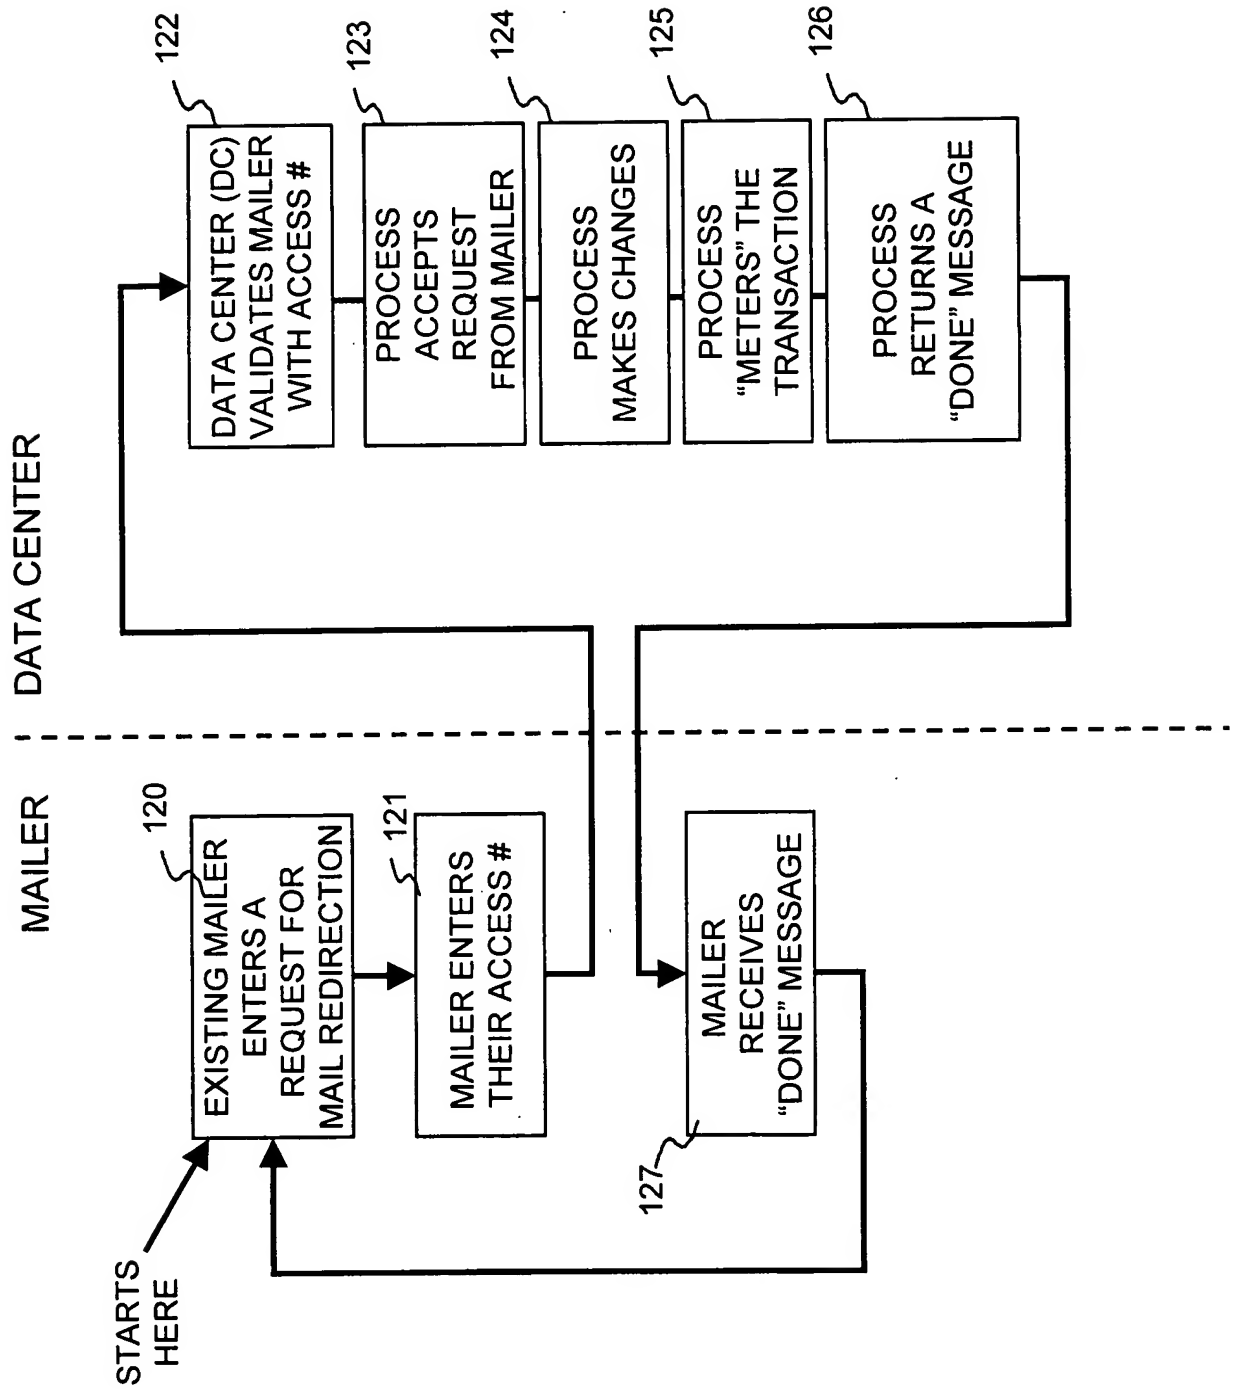 MAILER
DATA CENTER
STARTS
HERE
120
EXISTING MAILER
ENTERS A
REQUEST FOR
MAIL REDIRECTION
121
MAILER ENTERS
THEIR ACCESS #
122
DATA CENTER (DC)
VALIDATES MAILER
WITH ACCESS #
123
PROCESS
ACCEPTS
REQUEST
FROM MAILER
124
PROCESS
MAKES CHANGES
125
PROCESS
“METERS” THE
TRANSACTION
126
PROCESS
RETURNS A
“DONE” MESSAGE
127
MAILER
RECEIVES
“DONE” MESSAGE